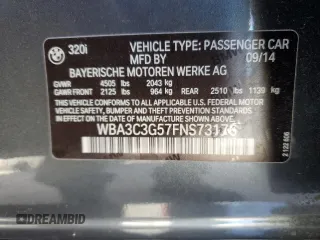 320i VEHICLE TYPE: PASSENGER CAR
MFD BY 09/14
BAYERISCHE MOTOREN WERKE AG
GVWR 4505 lbs 2043 kg
GAWR FRONT 2125 lbs 964 kg REAR 2510 lbs 1139 kg
THIS VEHICLE CONFORMS TO ALL APPLICABLE U.S. FEDERAL MOTOR
VEHICLE SAFETY, BUMPER AND THEFT PREVENTION STANDARDS
IN EFFECT ON THE DATE OF MANUFACTURE SHOWN ABOVE.
WBA3C3G57FNS73176
DREAMBID